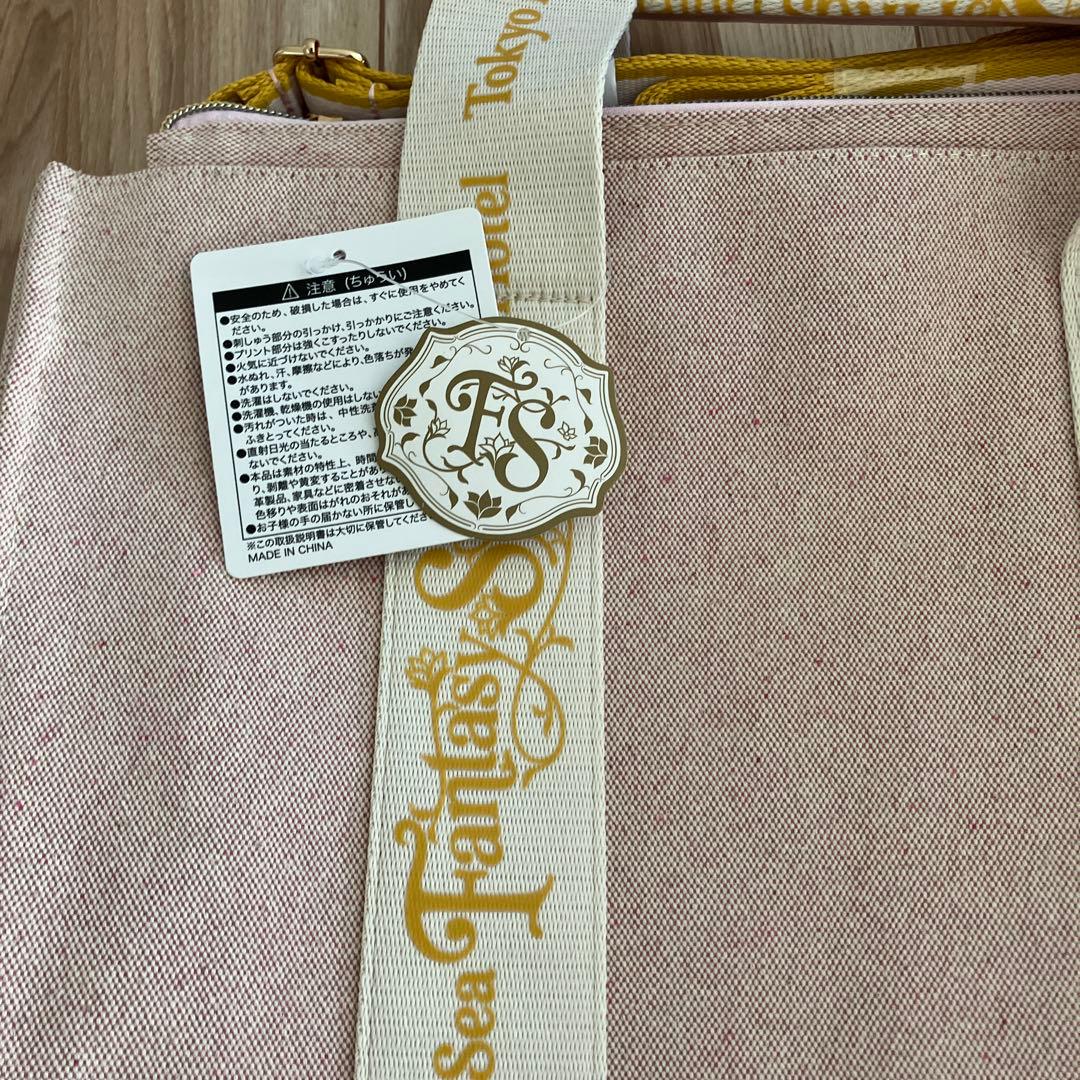 Tokyo
otel
⚠ 注意 (ちゅうい)
●安全のため、破損した場合は、すぐに使用をやめてく
ださい。
●刺しゅう部分の引っかけ、引っかかりにご注意ください。
●プリント部分は強くこすったりしないでください。
●火気に近づけないでください。
●水ぬれ、汗、摩擦などにより、色落ちが発
があります。
●洗濯はしないでください。
●洗濯機、乾燥機の使用はしない
●汚れがついた時は、中性洗
ふきとってください。
●直射日光の当たるところや、
ないでください。
●本品は素材の特性上、時間
り、剥離や黄変することがあ
革製品、家具などに密着させな
色移りや表面はがれのおそれがあ
●お子様の手の届かない所に保管し
※この取扱説明書は大切に保管してくださ
MADE IN CHINA
FS
Sea Fantasy S